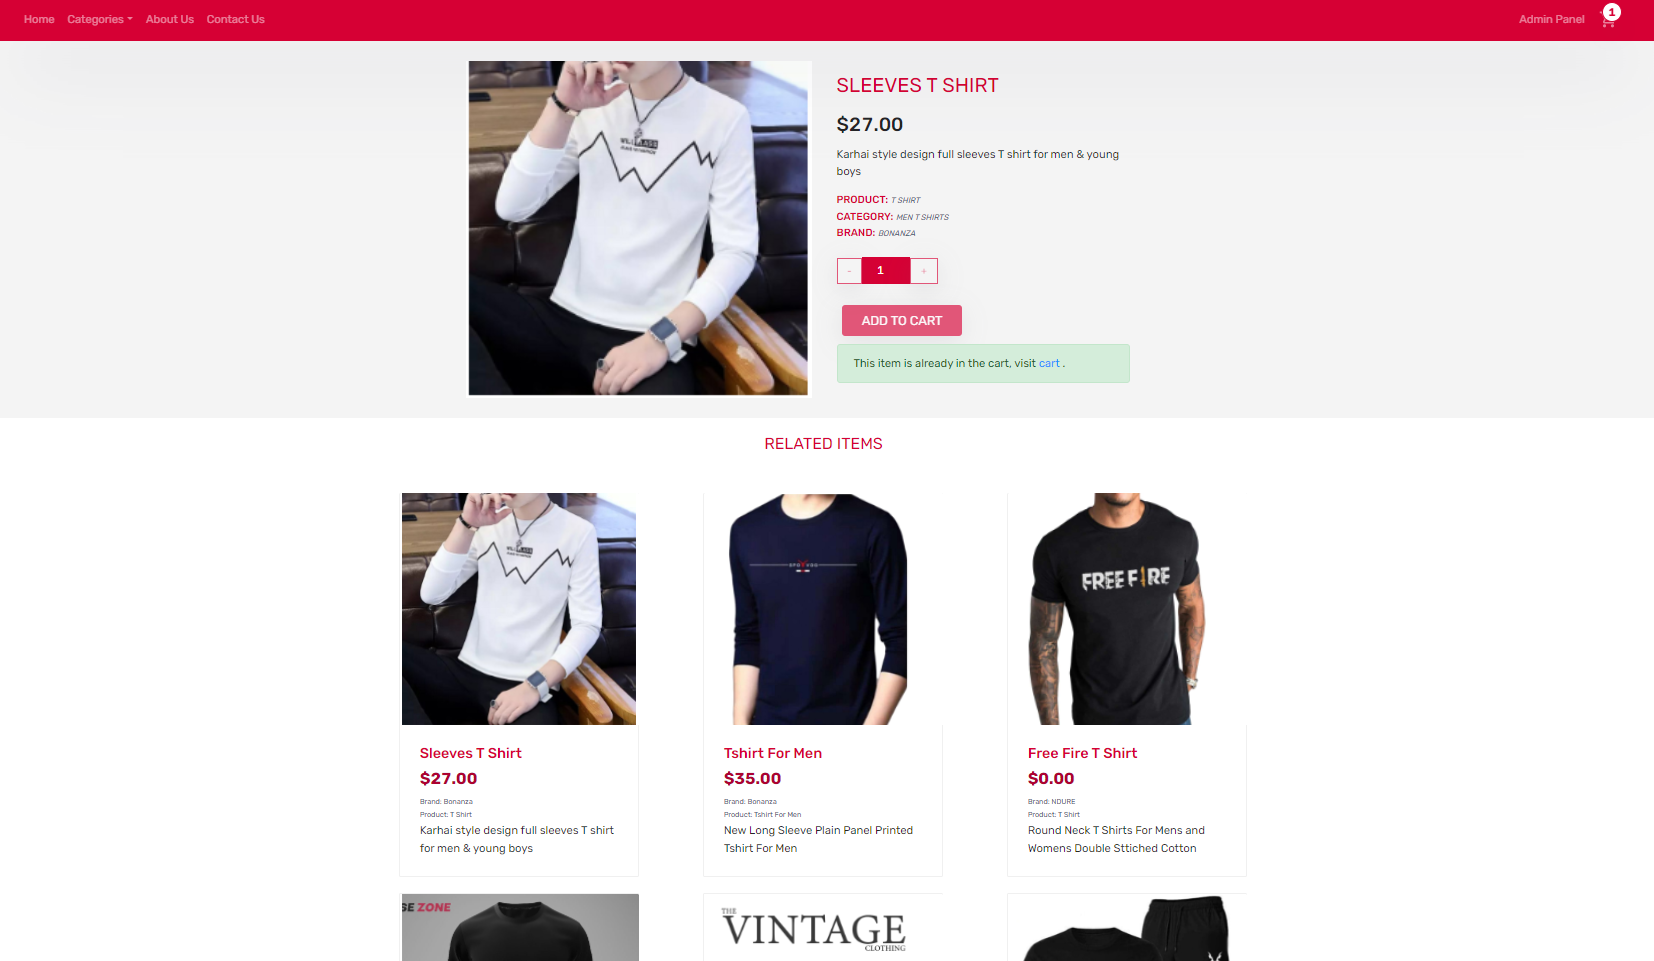 Home Categories About Us Contact Us
Admin Panel 1
SLEEVES T SHIRT
$27.00
Karhai style design full sleeves T shirt for men & young
boys
PRODUCT: T SHIRT
CATEGORY: MEN T SHIRTS
BRAND: BONANZA
- 1 +
ADD TO CART
This item is already in the cart, visit cart .
RELATED ITEMS
Sleeves T Shirt
$27.00
Brand: Bonanza
Product: T Shirt
Karhai style design full sleeves T shirt
for men & young boys
Tshirt For Men
$35.00
Brand: Bonanza
Product: Tshirt For Men
New Long Sleeve Plain Panel Printed
Tshirt For Men
FREE FIRE
Free Fire T Shirt
$0.00
Brand: NDURE
Product: T Shirt
Round Neck T Shirts For Mens and
Womens Double Sttiched Cotton
SE ZONE
THE
VINTAGE
CLOTHING